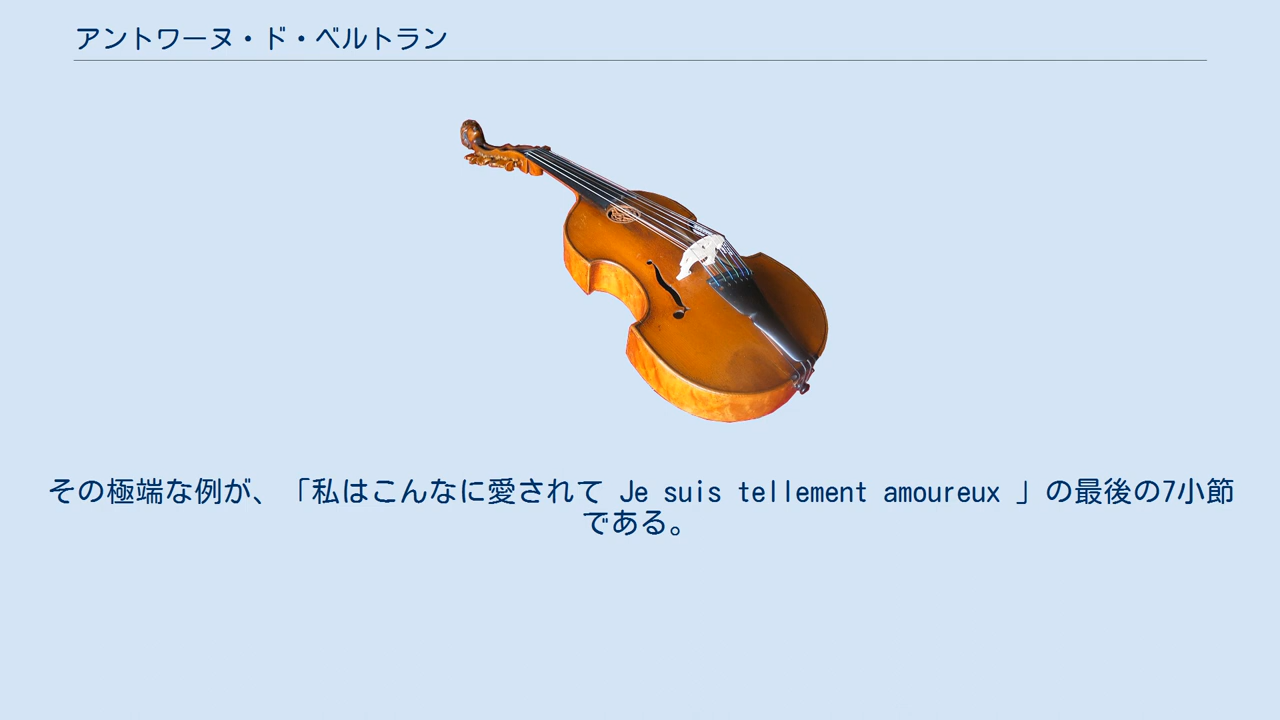 アントワーヌ・ド・ベルトラン
その極端な例が、「私はこんなに愛されて Je suis tellement amoureux 」の最後の7小節
である。